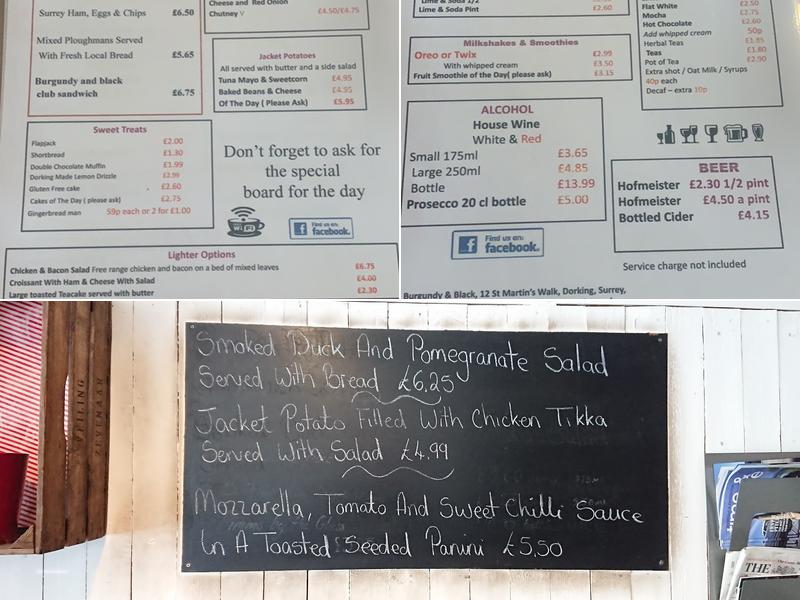 Surrey Ham, Eggs & Chips £6.50
Mixed Ploughmans Served
With Fresh Local Bread £5.65
Burgundy and black
club sandwich £6.75
Cheese and Red Onion
Chutney V £4.50/£4.75
Jacket Potatoes
All served with butter and a side salad
Tuna Mayo & Sweetcorn £4.95
Baked Beans & Cheese £4.95
Of The Day ( Please Ask) £5.95
Sweet Treats
Flapjack £2.00
Shortbread £1.30
Double Chocolate Muffin £1.99
Dorking Made Lemon Drizzle £2.99
Gluten Free cake £2.60
Cakes of The Day ( please ask) £2.75
Gingerbread man 59p each or 2 for £1.00
Don't forget to ask for
the special
board for the day
Wi Fi
Find us on:
facebook.
Lighter Options
Chicken & Bacon Salad Free range chicken and bacon on a bed of mixed leaves £6.75
Croissant With Ham & Cheese With Salad £4.00
Large toasted Teacake served with butter £2.30
Lime & Soda 1/2
Lime & Soda Pint £2.60
Milkshakes & Smoothies
Oreo or Twix £2.99
With whipped cream £3.50
Fruit Smoothie of the Day( please ask) £3.15
ALCOHOL
House Wine
White & Red
Small 175ml £3.65
Large 250ml £4.85
Bottle £13.99
Prosecco 20 cl bottle £5.00
Find us on:
facebook.
Flat White £2.50
Mocha £2.75
Hot Chocolate £2.60
Add whipped cream 50p
Herbal Teas £1.85
Teas £1.80
Pot of Tea £2.90
Extra shot / Oat Milk / Syrups
40p each
Decaf – extra 10p
BEER
Hofmeister £2.30 1/2 pint
Hofmeister £4.50 a pint
Bottled Cider £4.15
Service charge not included
Burgundy & Black, 12 St Martin's Walk, Dorking, Surrey,
Smoked Duck And Pomegranate Salad
Served With Bread £6.25
Jacket Potato Filled With Chicken Tikka
Served With Salad £4.99
Mozzarella, Tomato And Sweet Chilli Sauce
In A Toasted Seeded Panini £5.50
VEILING
ZEVENAAR
THE